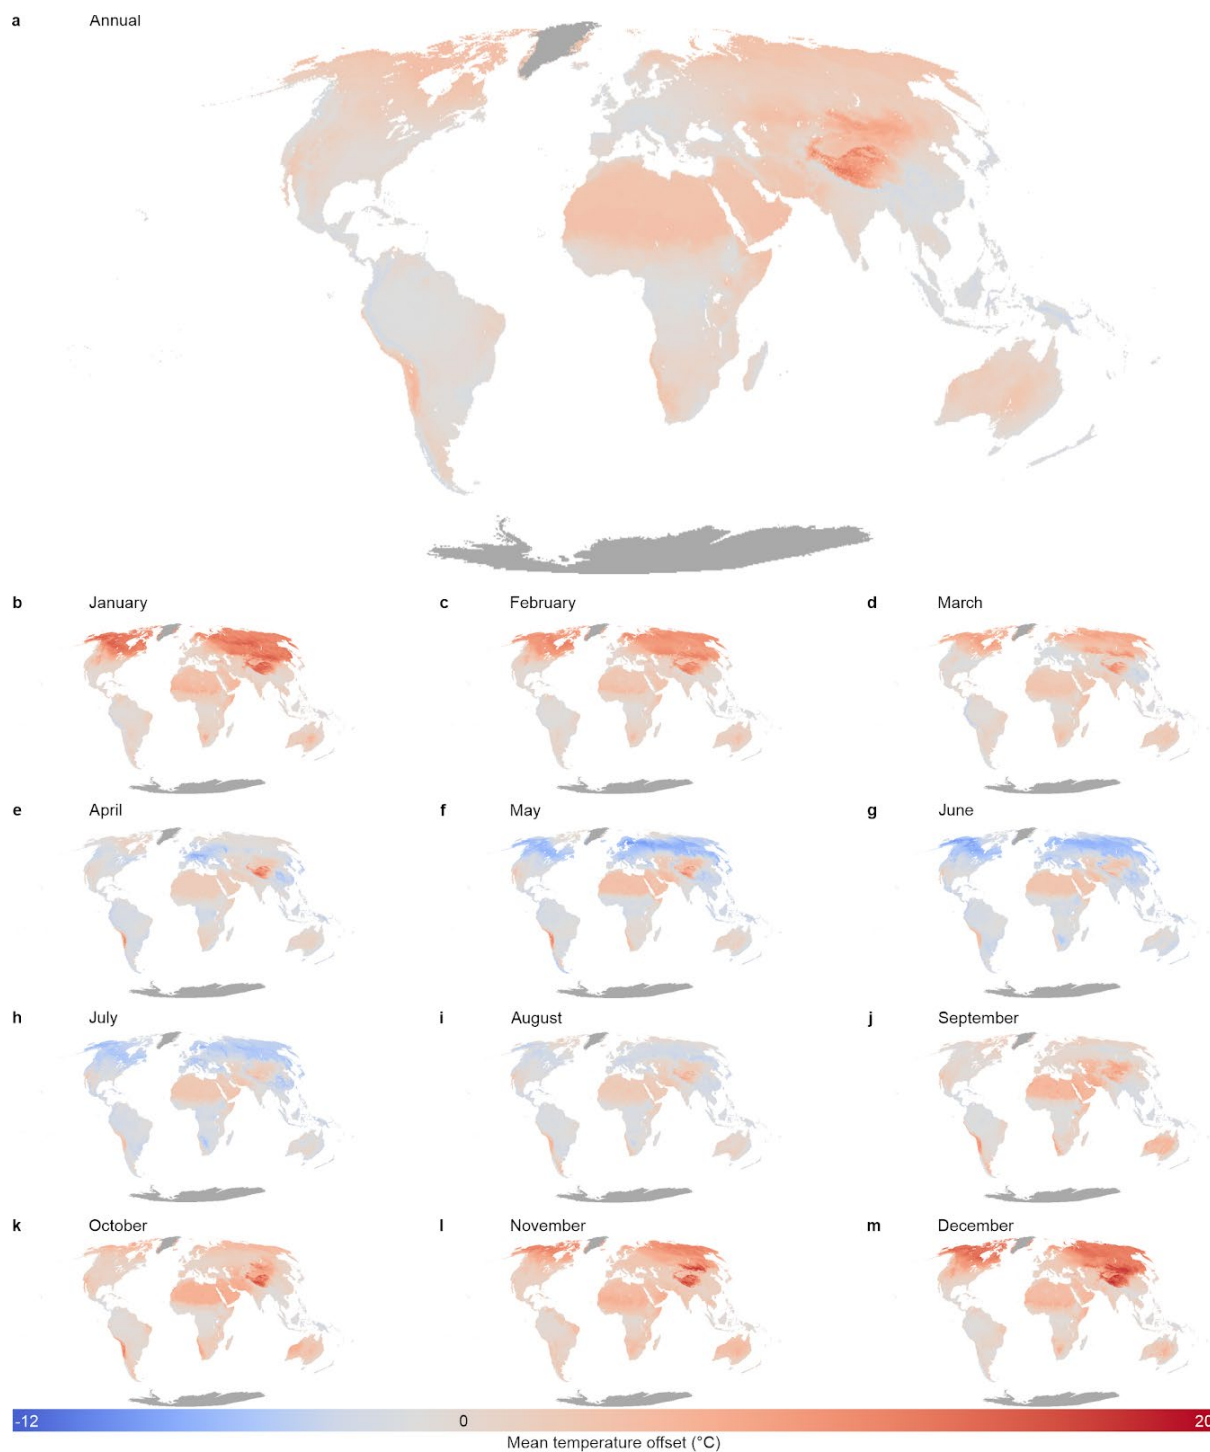 a Annual
b January
c February
d March
e April
f May
g June
h July
i August
j September
k October
l November
m December
-12 0 20
Mean temperature offset (°C)